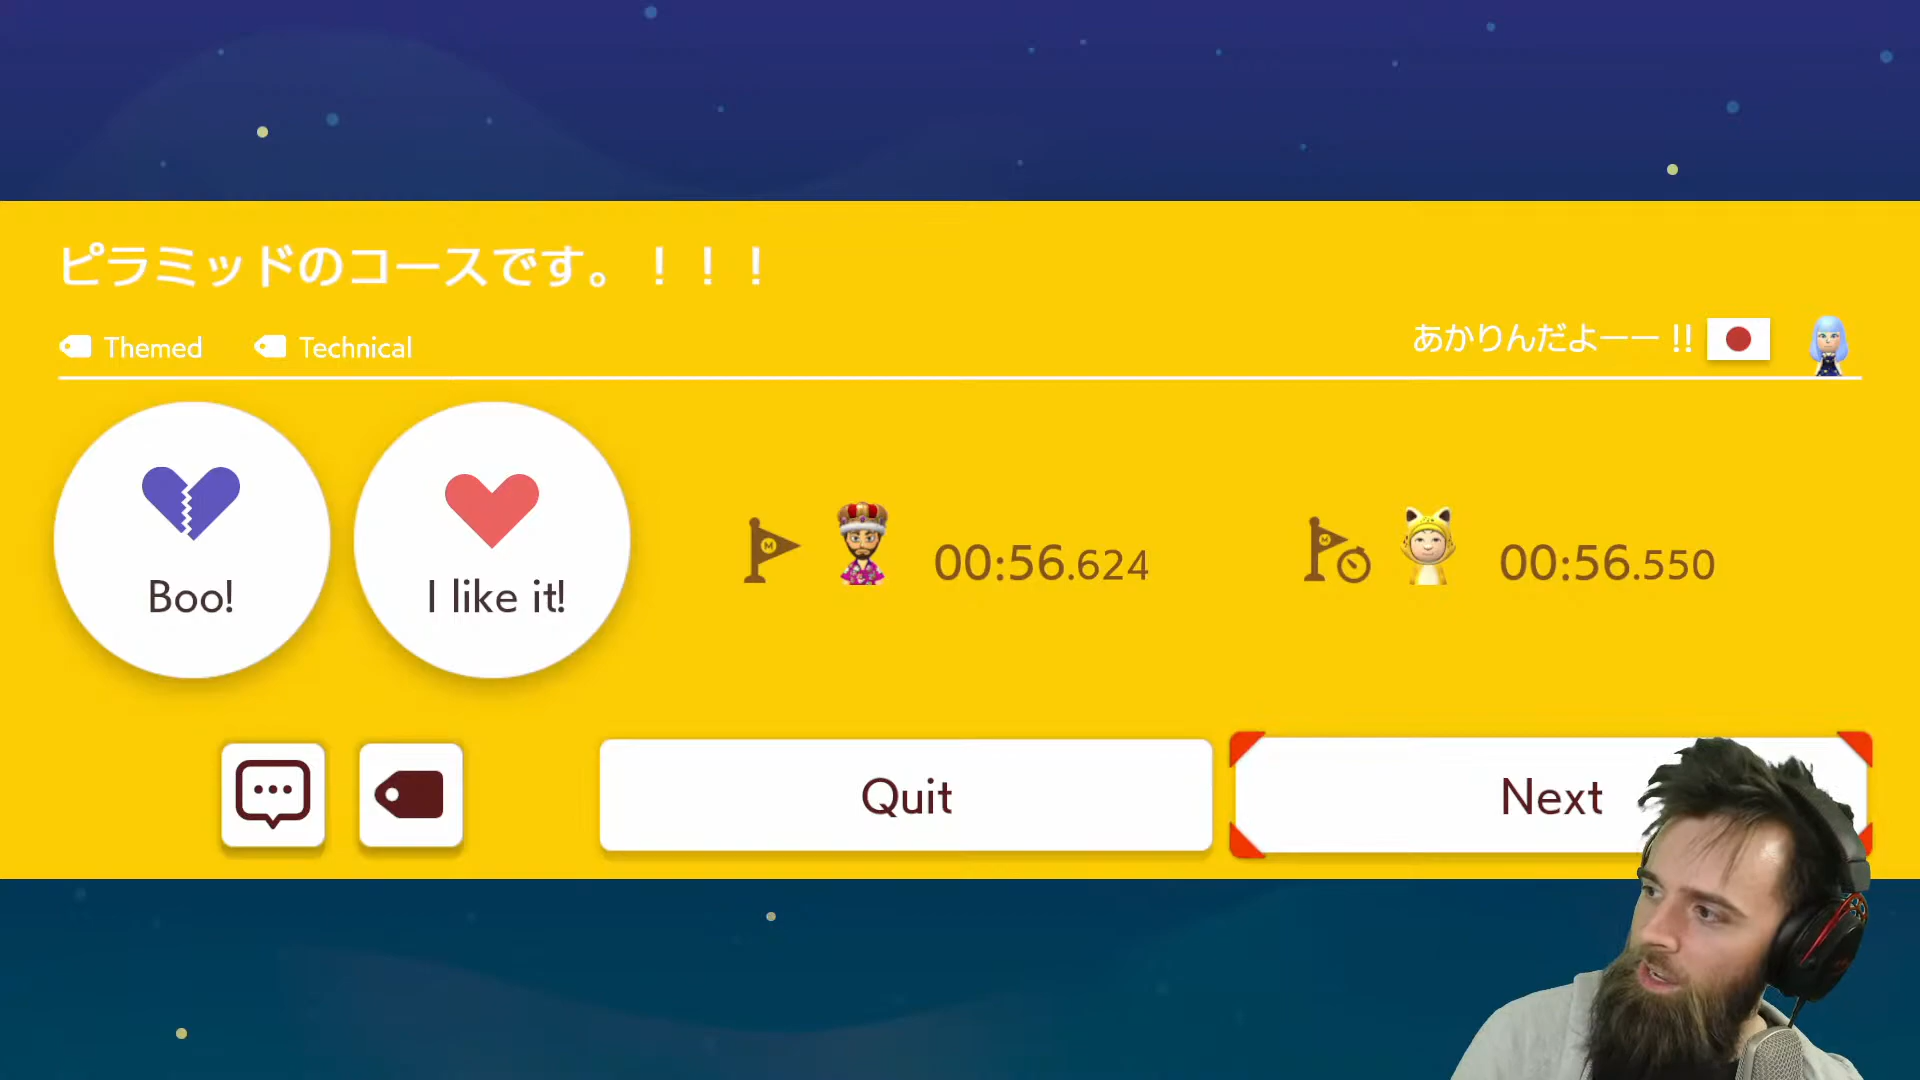 ピラミッドのコースです。！！！
Themed Technical
あかりんだよーー !!
Boo!
I like it!
M 00:56.624
M 00:56.550
Quit
Next